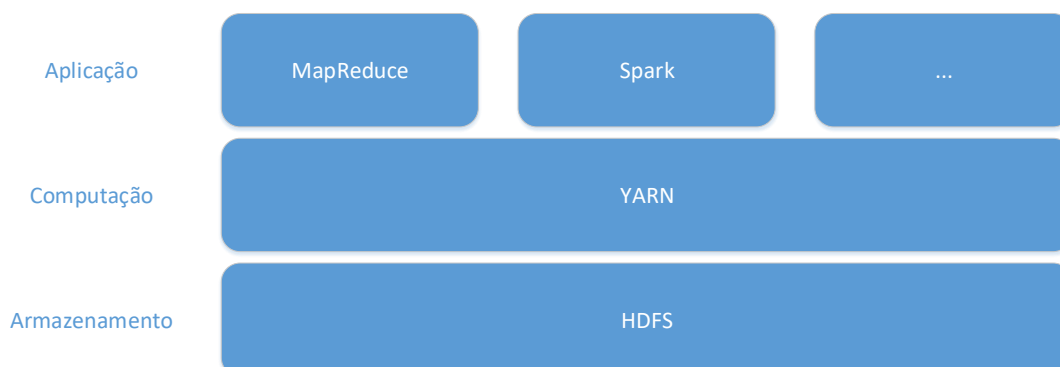 Aplicação
MapReduce
Spark
...
Computação
YARN
Armazenamento
HDFS